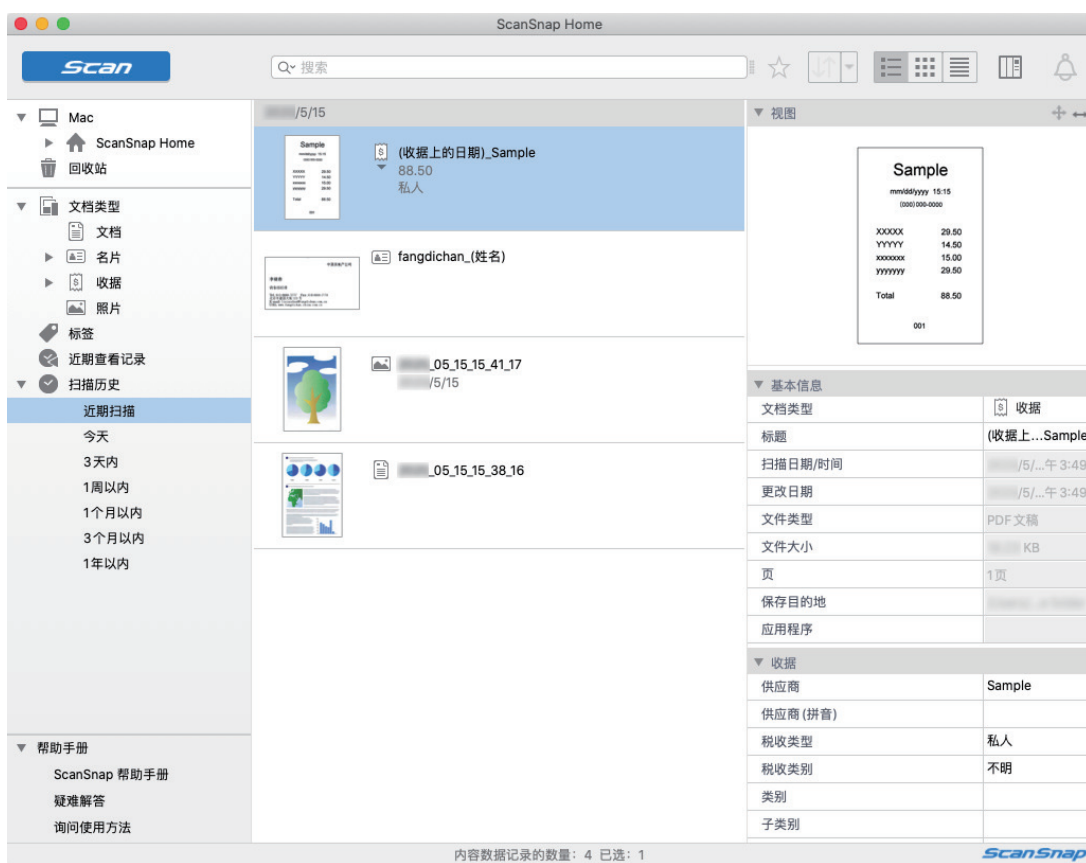 ScanSnap Home
Scan
搜索
Mac
ScanSnap Home
回收站
文档类型
文档
名片
收据
照片
标签
近期查看记录
扫描历史
近期扫描
今天
3天内
1周以内
1个月以内
3个月以内
1年以内
帮助手册
ScanSnap 帮助手册
疑难解答
询问使用方法
/5/15
Sample
(收据上的日期)_Sample
88.50
私人
fangdichan_(姓名)
_05_15_15_41_17
/5/15
_05_15_15_38_16
视图
Sample
mm/dd/yyyy 15:15
(000) 000-0000
XXXXX 29.50
YYYYY 14.50
xxxxxxx 15.00
yyyyyyy 29.50
Total 88.50
001
基本信息
文档类型 收据
标题 (收据上...Sample
扫描日期/时间 /5/...午 3:49
更改日期 /5/...午 3:49
文件类型 PDF 文稿
文件大小 KB
页 1页
保存目的地
应用程序
收据
供应商 Sample
供应商 (拼音)
税收类型 私人
税收类别 不明
类别
子类别
内容数据记录的数量: 4 已选: 1
ScanSnap